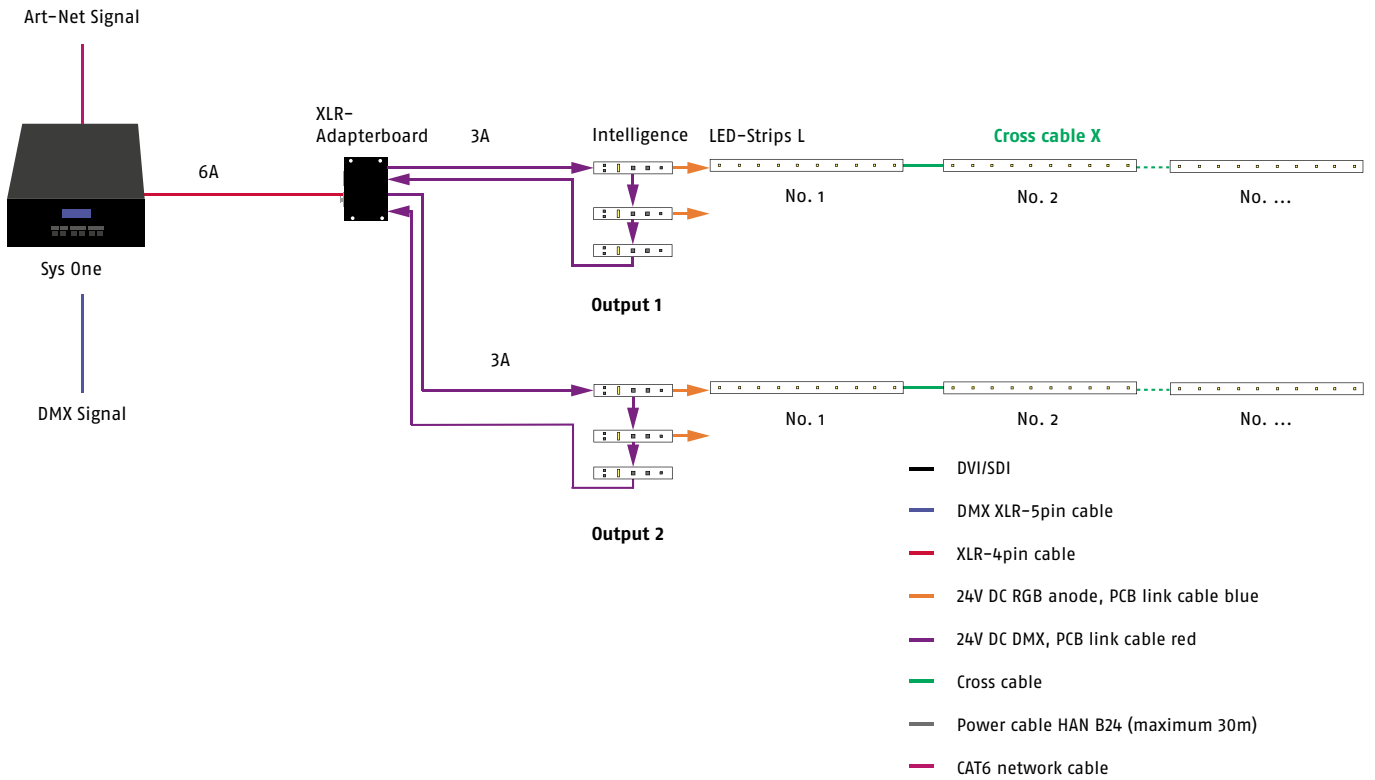 Art-Net Signal
XLR-
Adapterboard
3A
Intelligence
LED-Strips L
Cross cable X
6A
No. 1
No. 2
No. ...
Sys One
Output 1
3A
DMX Signal
No. 1
No. 2
No. ...
Output 2
DVI/SDI
DMX XLR-5pin cable
XLR-4pin cable
24V DC RGB anode, PCB link cable blue
24V DC DMX, PCB link cable red
Cross cable
Power cable HAN B24 (maximum 30m)
CAT6 network cable